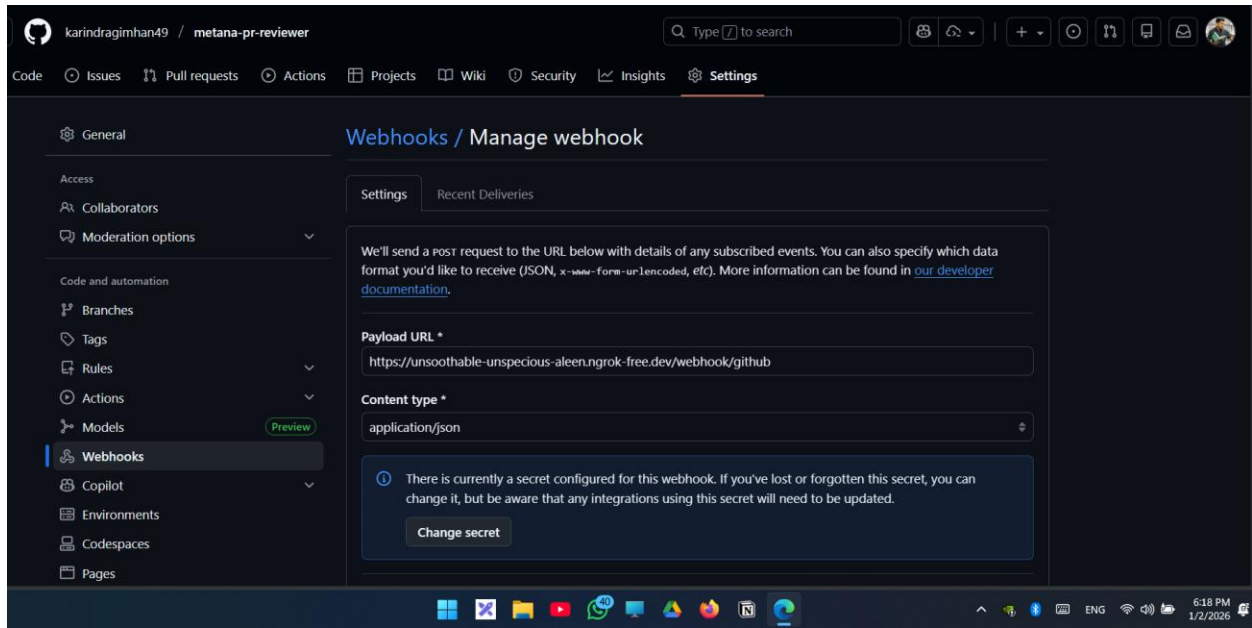 karindragimhan49 / metana-pr-reviewer
Type / to search
Code Issues Pull requests Actions Projects Wiki Security Insights Settings
General
Access
Collaborators
Moderation options
Code and automation
Branches
Tags
Rules
Actions
Models Preview
Webhooks
Copilot
Environments
Codespaces
Pages
Webhooks / Manage webhook
Settings Recent Deliveries
We'll send a POST request to the URL below with details of any subscribed events. You can also specify which data
format you'd like to receive (JSON, x-www-form-urlencoded, etc). More information can be found in our developer
documentation.
Payload URL *
https://unsoothable-unspecious-aleen.ngrok-free.dev/webhook/github
Content type *
application/json
There is currently a secret configured for this webhook. If you've lost or forgotten this secret, you can
change it, but be aware that any integrations using this secret will need to be updated.
Change secret
40
ENG
6:18 PM
1/2/2026